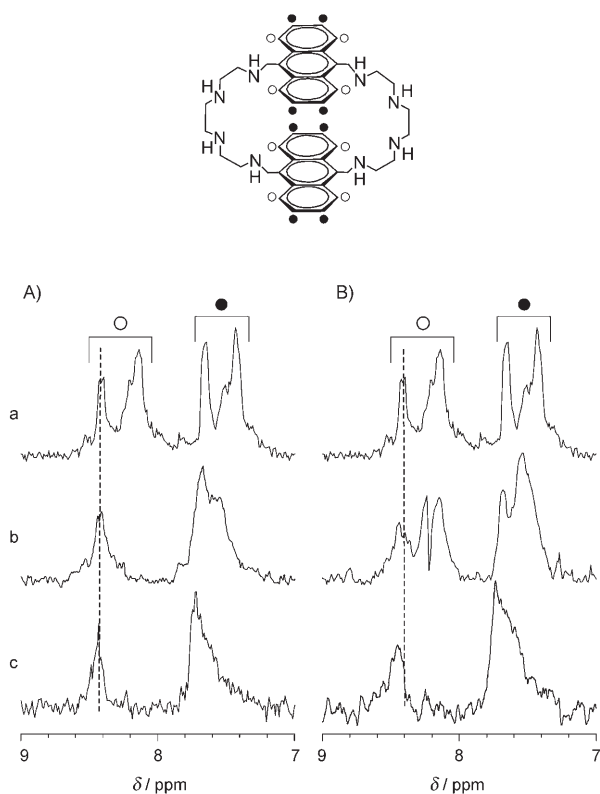 H N N H
H N N H
N H N H
N H N H
A) B)
○ ● ○ ●
a
b
c
9 8 7 9 8 7
δ / ppm δ / ppm